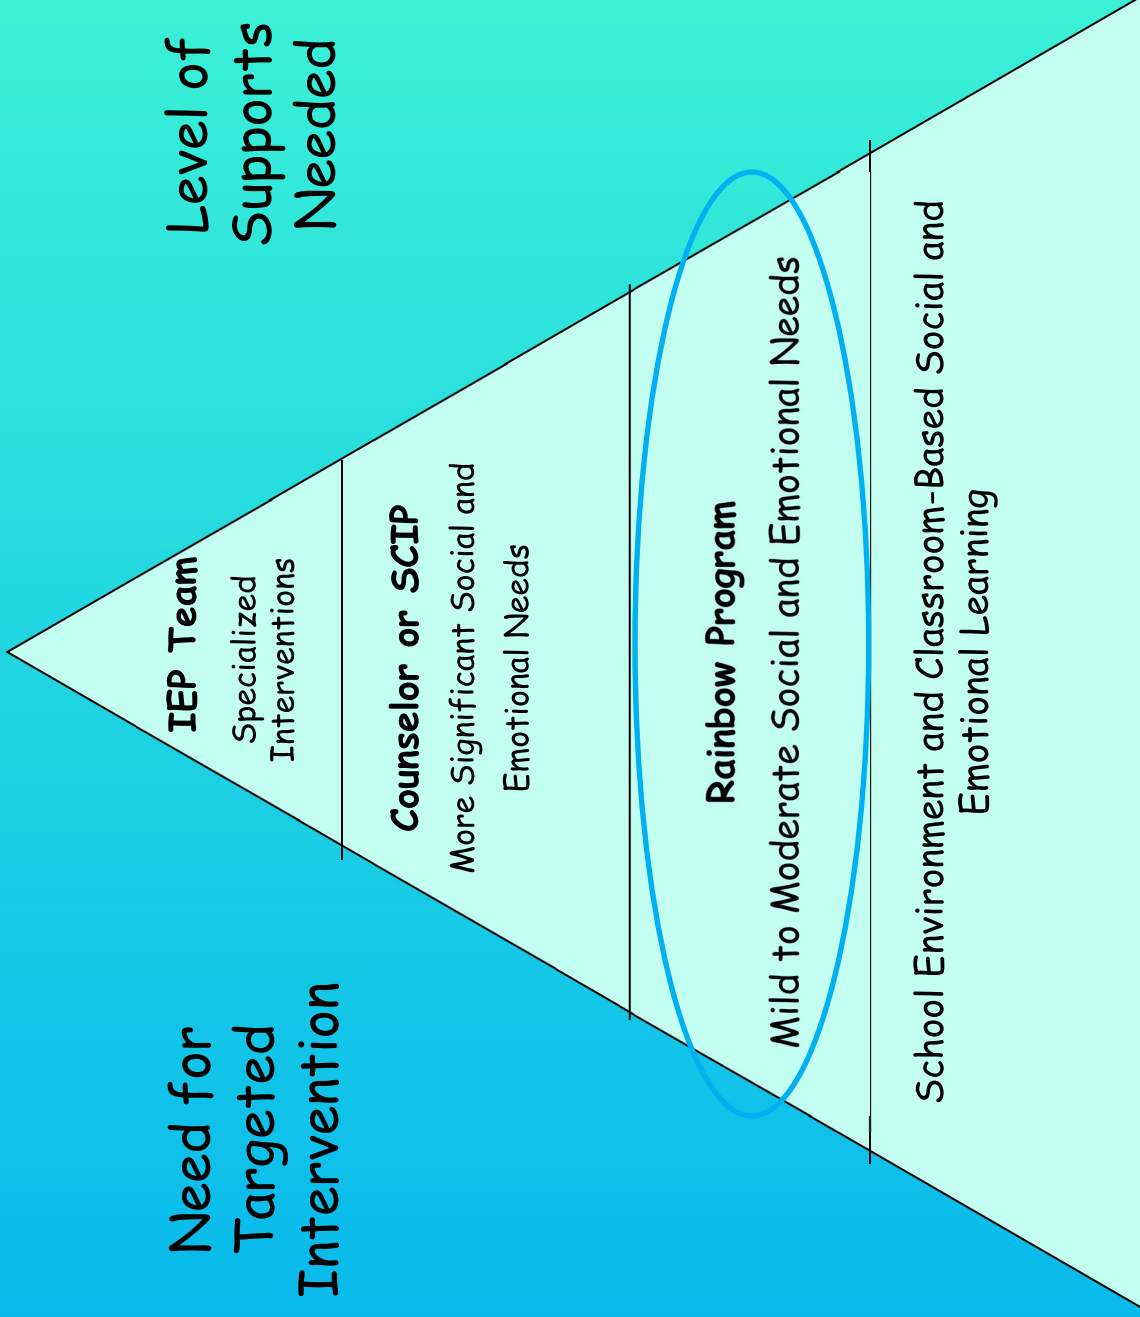 Need for
Targeted
Intervention
Level of
Supports
Needed
IEP Team
Specialized
Interventions
Counselor or SCIP
More Significant Social and
Emotional Needs
Rainbow Program
Mild to Moderate Social and Emotional Needs
School Environment and Classroom-Based Social and
Emotional Learning